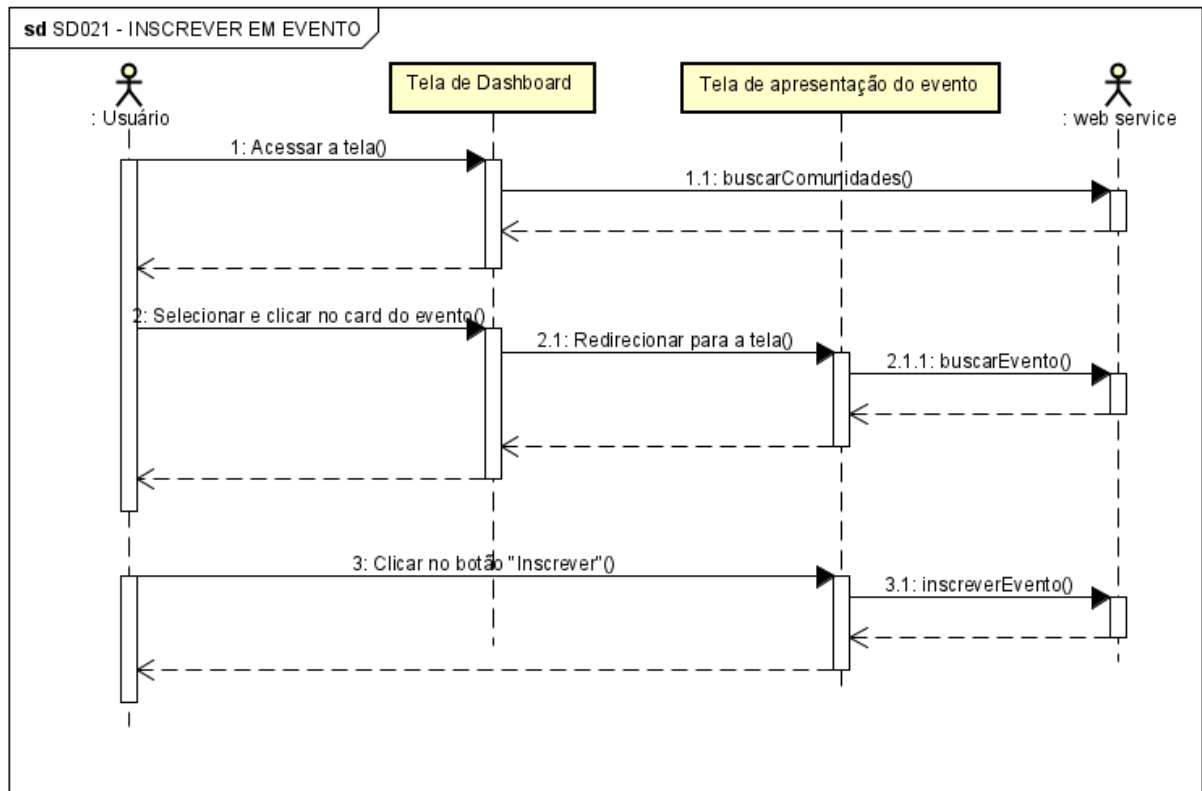 sd SD021 - INSCREVER EM EVENTO
: Usuário
Tela de Dashboard
Tela de apresentação do evento
: web service
1: Acessar a tela()
1.1: buscarComunidades()
2: Selecionar e clicar no card do evento()
2.1: Redirecionar para a tela()
2.1.1: buscarEvento()
3: Clicar no botão "Inscrever"()
3.1: inscreverEvento()